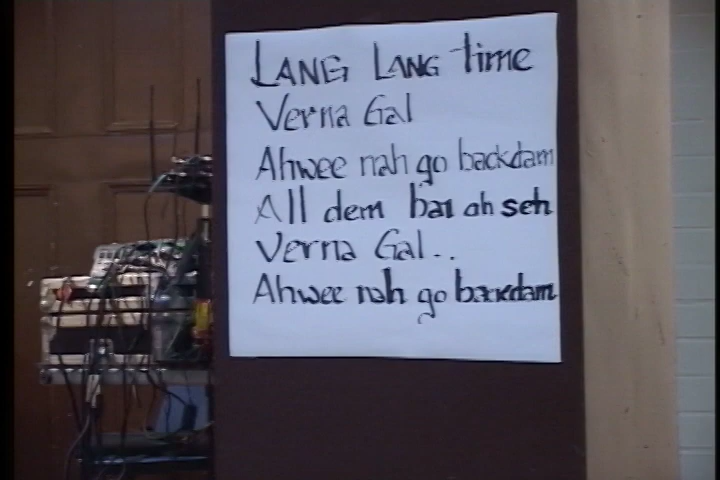 LANG LANG time
Verna Gal
Ahwee nah go backdam
All dem bai ah seh
Verna Gal..
Ahwee nah go backdam